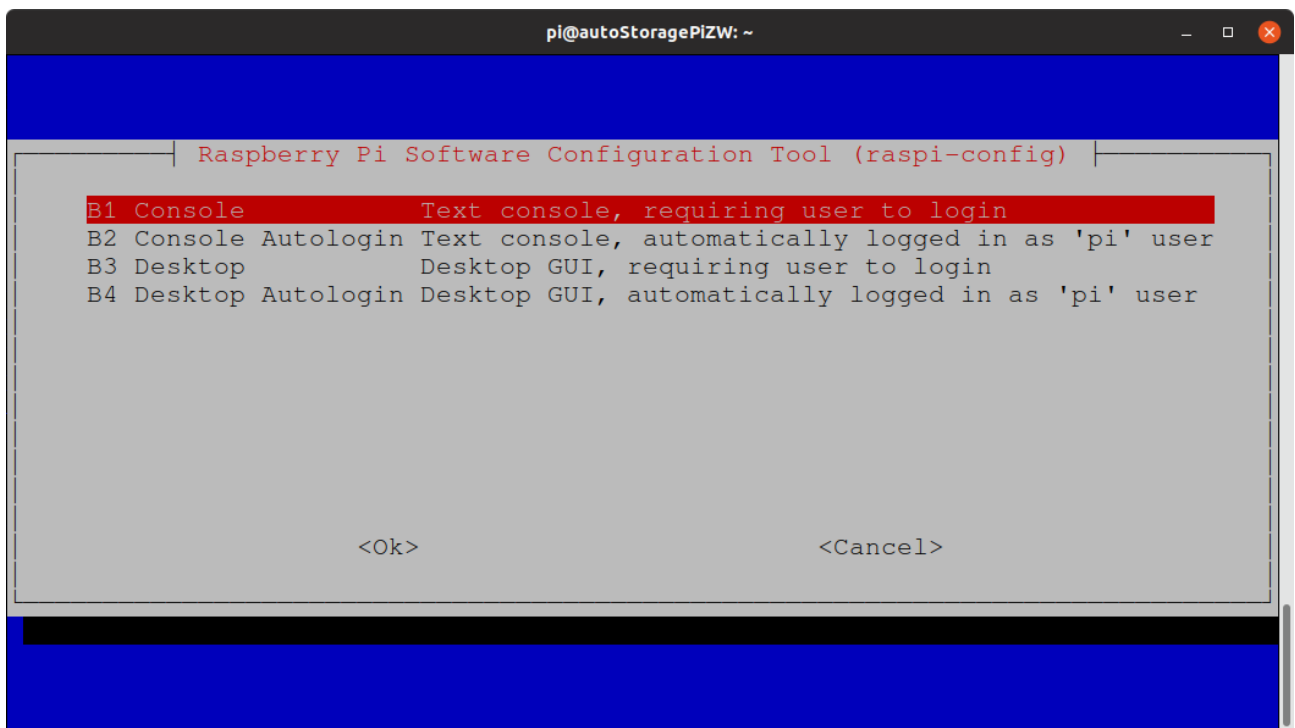 pi@autoStoragePiZW: ~
Raspberry Pi Software Configuration Tool (raspi-config)
B1 Console Text console, requiring user to login
B2 Console Autologin Text console, automatically logged in as 'pi' user
B3 Desktop Desktop GUI, requiring user to login
B4 Desktop Autologin Desktop GUI, automatically logged in as 'pi' user
<Ok> <Cancel>